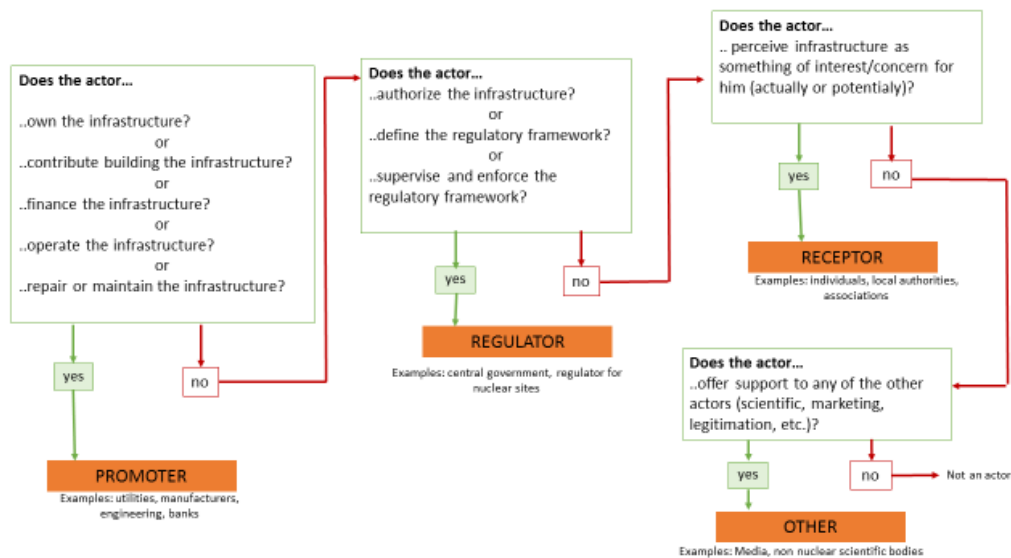 Does the actor...
..own the infrastructure?
or
..contribute building the infrastructure?
or
..finance the infrastructure?
or
..operate the infrastructure?
or
..repair or maintain the infrastructure?
yes
no
PROMOTER
Examples: utilities, manufacturers,
engineering, banks
Does the actor...
..authorize the infrastructure?
or
..define the regulatory framework?
or
..supervise and enforce the
regulatory framework?
yes
no
REGULATOR
Examples: central government, regulator for
nuclear sites
Does the actor...
.. perceive infrastructure as
something of interest/concern for
him (actually or potentialy)?
yes
no
RECEPTOR
Examples: individuals, local authorities,
associations
Does the actor...
..offer support to any of the other
actors (scientific, marketing,
legitimation, etc.)?
yes
no
Not an actor
OTHER
Examples: Media, non nuclear scientific bodies